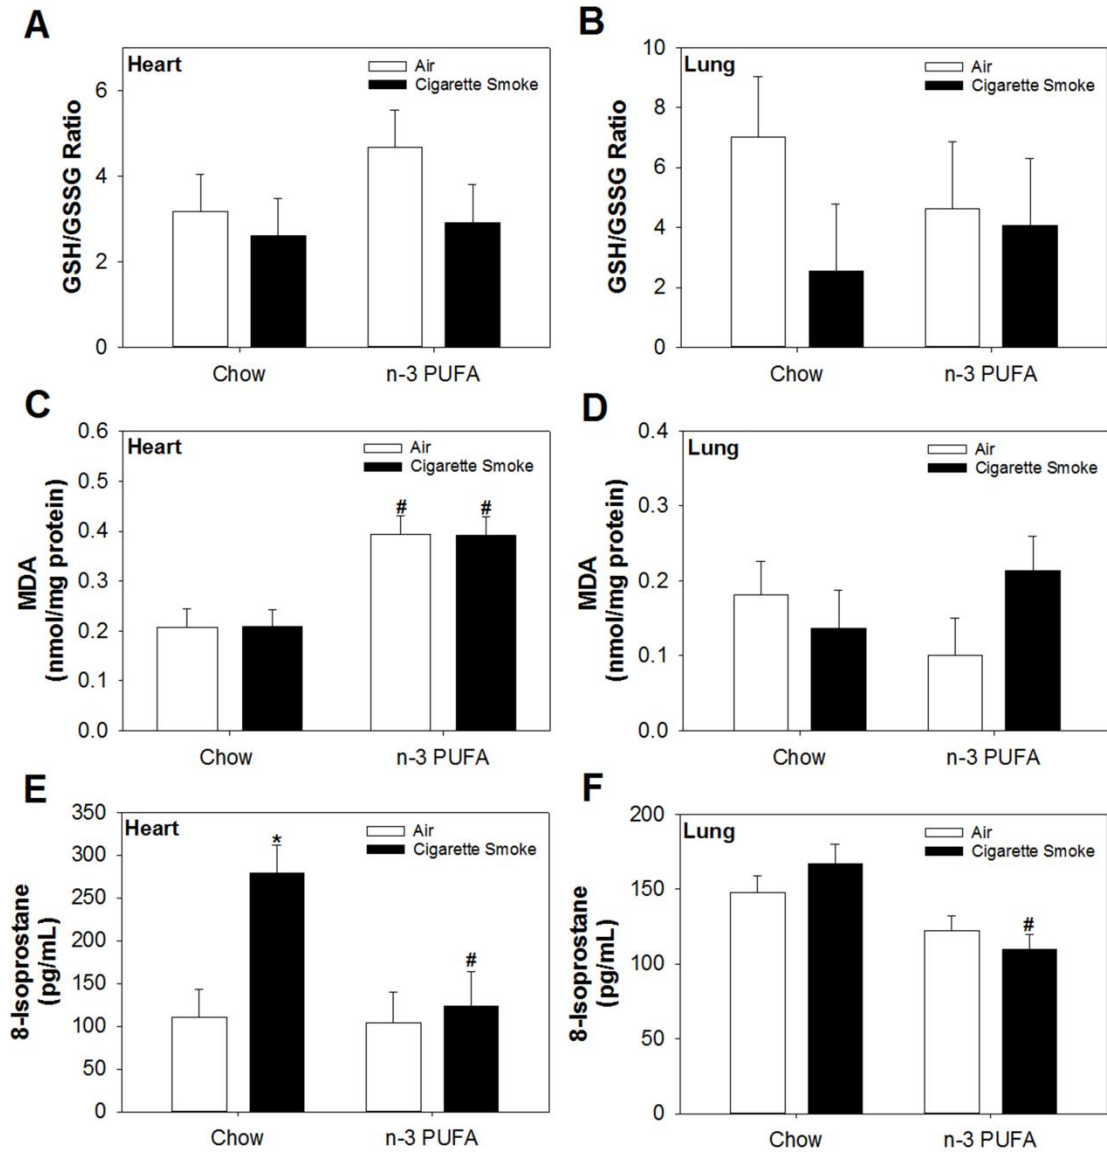 A
Heart
Air
Cigarette Smoke
GSH/GSSG Ratio
6
4
2
0
Chow
n-3 PUFA
B
Lung
Air
Cigarette Smoke
GSH/GSSG Ratio
10
8
6
4
2
0
Chow
n-3 PUFA
C
Heart
Air
Cigarette Smoke
MDA
(nmol/mg protein)
0.6
0.5
0.4
0.3
0.2
0.1
0.0
#
#
Chow
n-3 PUFA
D
Lung
Air
Cigarette Smoke
MDA
(nmol/mg protein)
0.4
0.3
0.2
0.1
0.0
Chow
n-3 PUFA
E
Heart
Air
Cigarette Smoke
8-Isoprostane
(pg/mL)
350
300
250
200
150
100
50
0
*
#
Chow
n-3 PUFA
F
Lung
Air
Cigarette Smoke
8-Isoprostane
(pg/mL)
200
150
100
50
0
#
Chow
n-3 PUFA